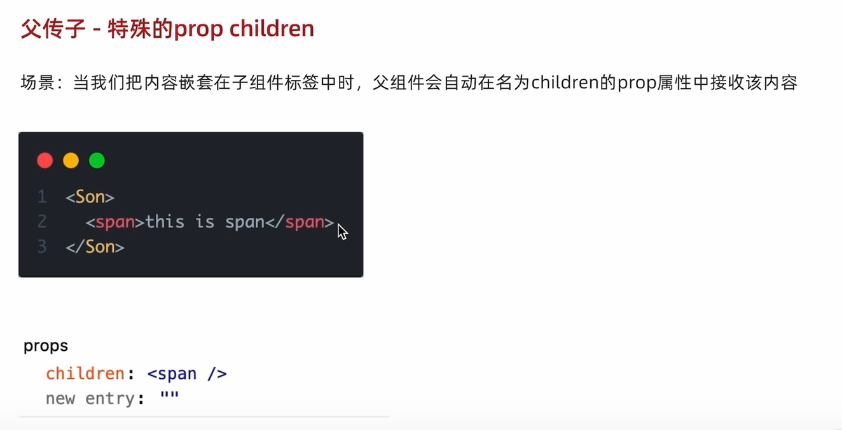 父传子 - 特殊的prop children
场景：当我们把内容嵌套在子组件标签中时，父组件会自动在名为children的prop属性中接收该内容
1 <Son>
2 <span>this is span</span>
3 </Son>
props
children: <span />
new entry: ""